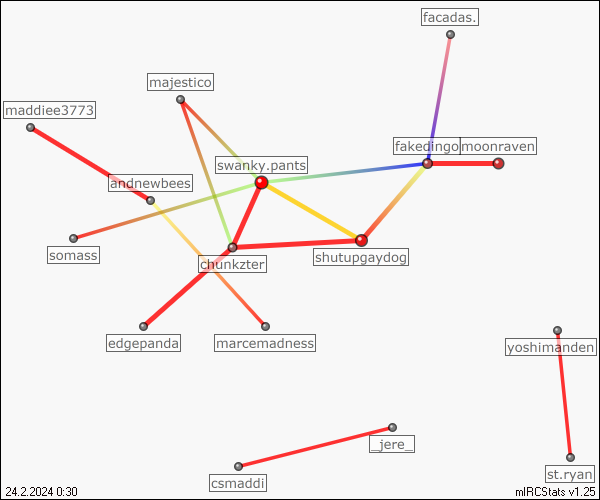 facadas.
majestico
maddiee3773
fakedingo
moonraven
swanky.pants
andnewbees
somass
chunkzter
shutupgaydog
edgepanda
marcemadness
yoshimanden
_jere_
csmaddi
st.ryan
24.2.2024 0:30
mIRCStats v1.25